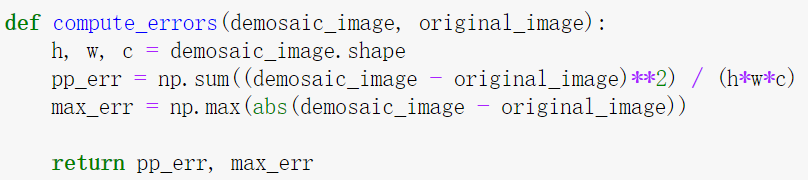 def compute_errors(demosaic_image, original_image):
    h, w, c = demosaic_image.shape
    pp_err = np.sum((demosaic_image - original_image)**2) / (h*w*c)
    max_err = np.max(abs(demosaic_image - original_image))

    return pp_err, max_err